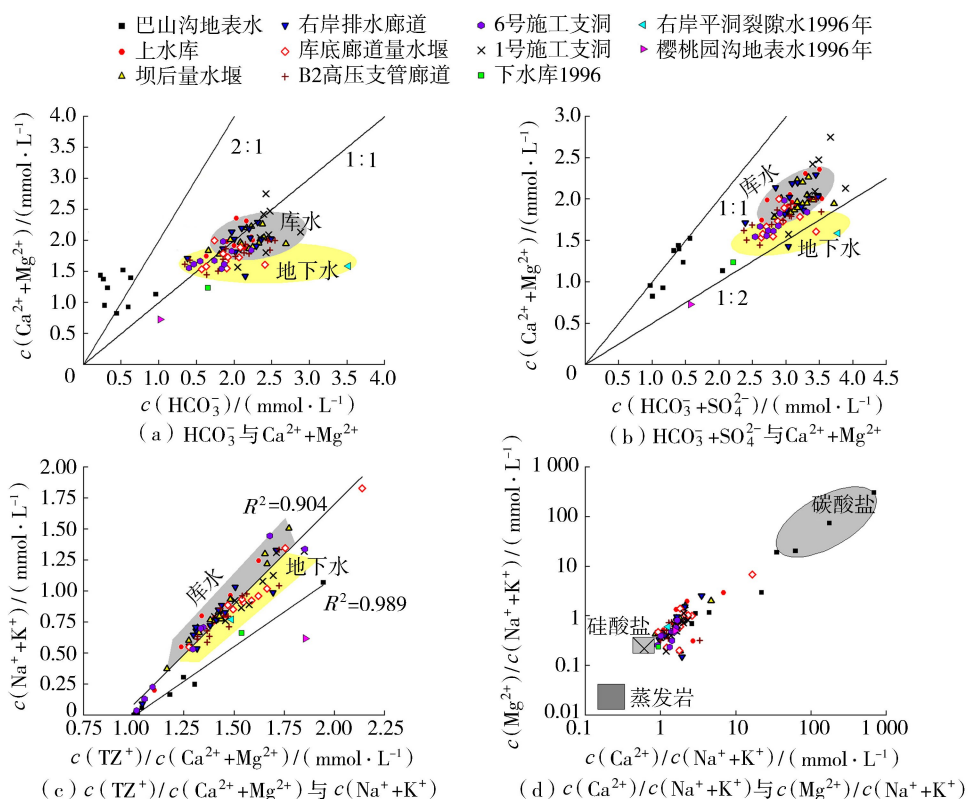 巴山沟地表水 右岸排水廊道 6号施工支洞 右岸平洞裂隙水1996年
上水库 库底廊道量水堰 1号施工支洞 樱桃园沟地表水1996年
坝后量水堰 B2高压支管廊道 下水库1996
4.0
3.5
3.0
2.5
2.0
1.5
1.0
0.5
0
0.5 1.0 1.5 2.0 2.5 3.0 3.5 4.0
c(Ca²⁺+Mg²⁺)/(mmol·L⁻¹)
2:1
1:1
库水
地下水
c(HCO₃⁻)/(mmol·L⁻¹)
(a) HCO₃⁻与Ca²⁺+Mg²⁺
3.0
2.5
2.0
1.5
1.0
0.5
0
0.5 1.0 1.5 2.0 2.5 3.0 3.5 4.0 4.5
c(Ca²⁺+Mg²⁺)/(mmol·L⁻¹)
库水
1:1
地下水
1:2
c(HCO₃⁻+SO₄²⁻)/(mmol·L⁻¹)
(b) HCO₃⁻+SO₄²⁻与Ca²⁺+Mg²⁺
2.00
1.75
1.50
1.25
1.00
0.75
0.50
0.25
0
0.75 1.00 1.25 1.50 1.75 2.00 2.25
c(Na⁺+K⁺)/(mmol·L⁻¹)
R²=0.904
库水
地下水
R²=0.989
c(TZ⁺)/c(Ca²⁺+Mg²⁺)/(mmol·L⁻¹)
(c) c(TZ⁺)/c(Ca²⁺+Mg²⁺)与c(Na⁺+K⁺)
1 000
100
10
1
0.1
0.01
0.1 1 10 100 1 000
c(Mg²⁺)/c(Na⁺+K⁺)/(mmol·L⁻¹)
碳酸盐
硅酸盐
蒸发岩
c(Ca²⁺)/c(Na⁺+K⁺)/(mmol·L⁻¹)
(d) c(Ca²⁺)/c(Na⁺+K⁺)与c(Mg²⁺)/c(Na⁺+K⁺)